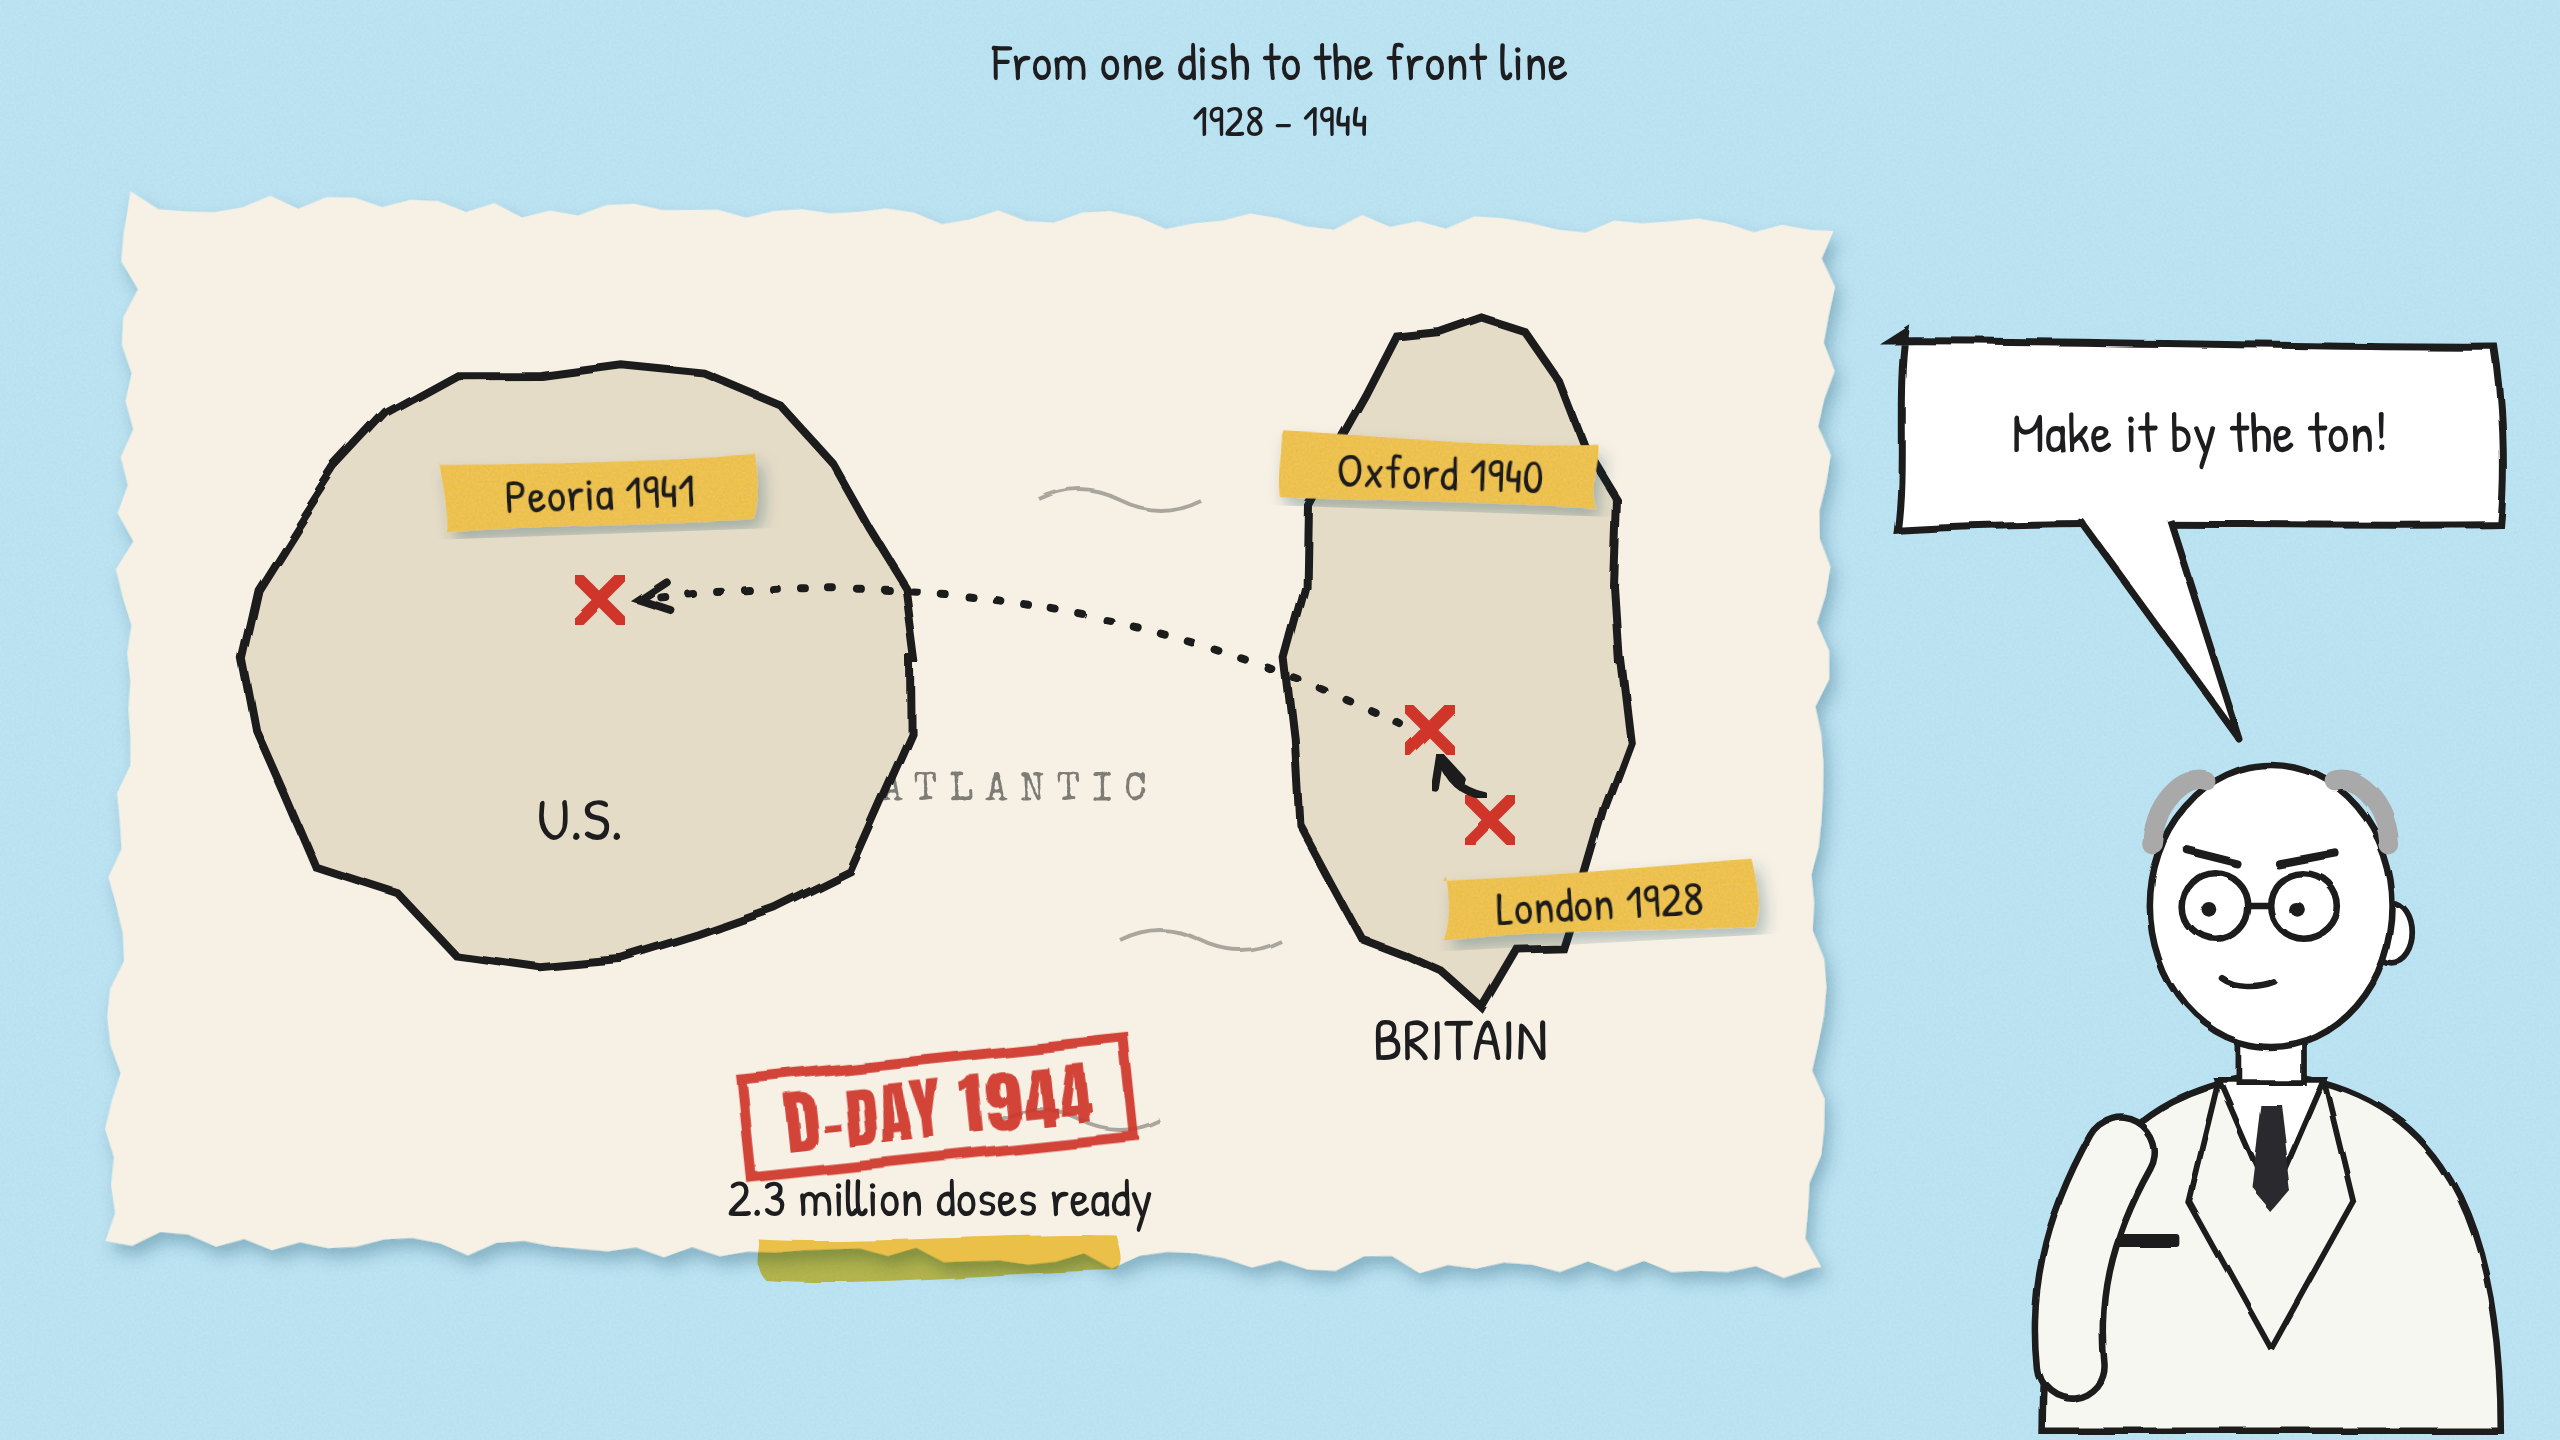 From one dish to the front line
1928 – 1944
Make it by the ton!
Peoria 1941
Oxford 1940
ATLANTIC
U.S.
London 1928
BRITAIN
D-DAY 1944
2.3 million doses ready